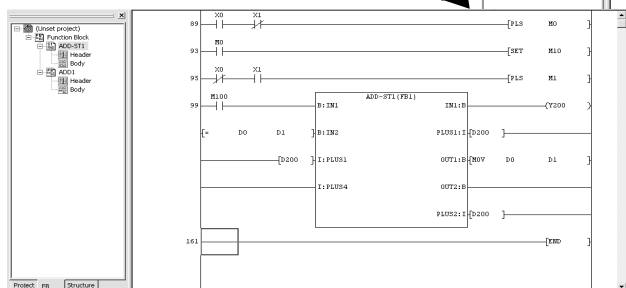 (Unset project)
Function Block
ADD-ST1
Header
Body
ADD1
Header
Body
Project FB Structure
X0 X1
89 [PLS M0 ]
M0
93 [SET M10 ]
X0 X1
95 [PLS M1 ]
M100
99 ADD-ST1(FB1)
B:IN1 IN1:B (Y200 )
[= D0 D1 ] B:IN2 PLUS1:I [D200 ]
[D200 ] I:PLUS1 OUT1:B [MOV D0 D1 ]
I:PLUS4 OUT2:B
PLUS2:I [D200 ]
161 [END ]